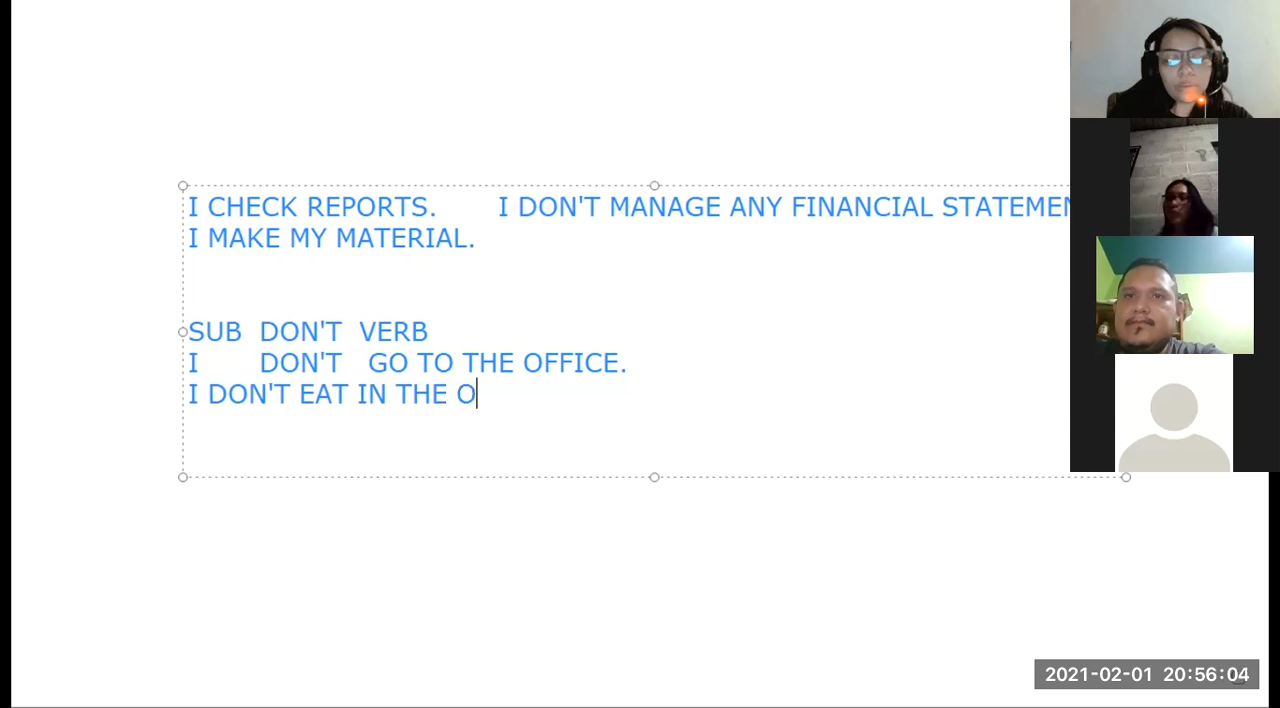 I CHECK REPORTS. I DON'T MANAGE ANY FINANCIAL STATEMEN
I MAKE MY MATERIAL.
SUB DON'T VERB
I DON'T GO TO THE OFFICE.
I DON'T EAT IN THE O
2021-02-01 20:56:04